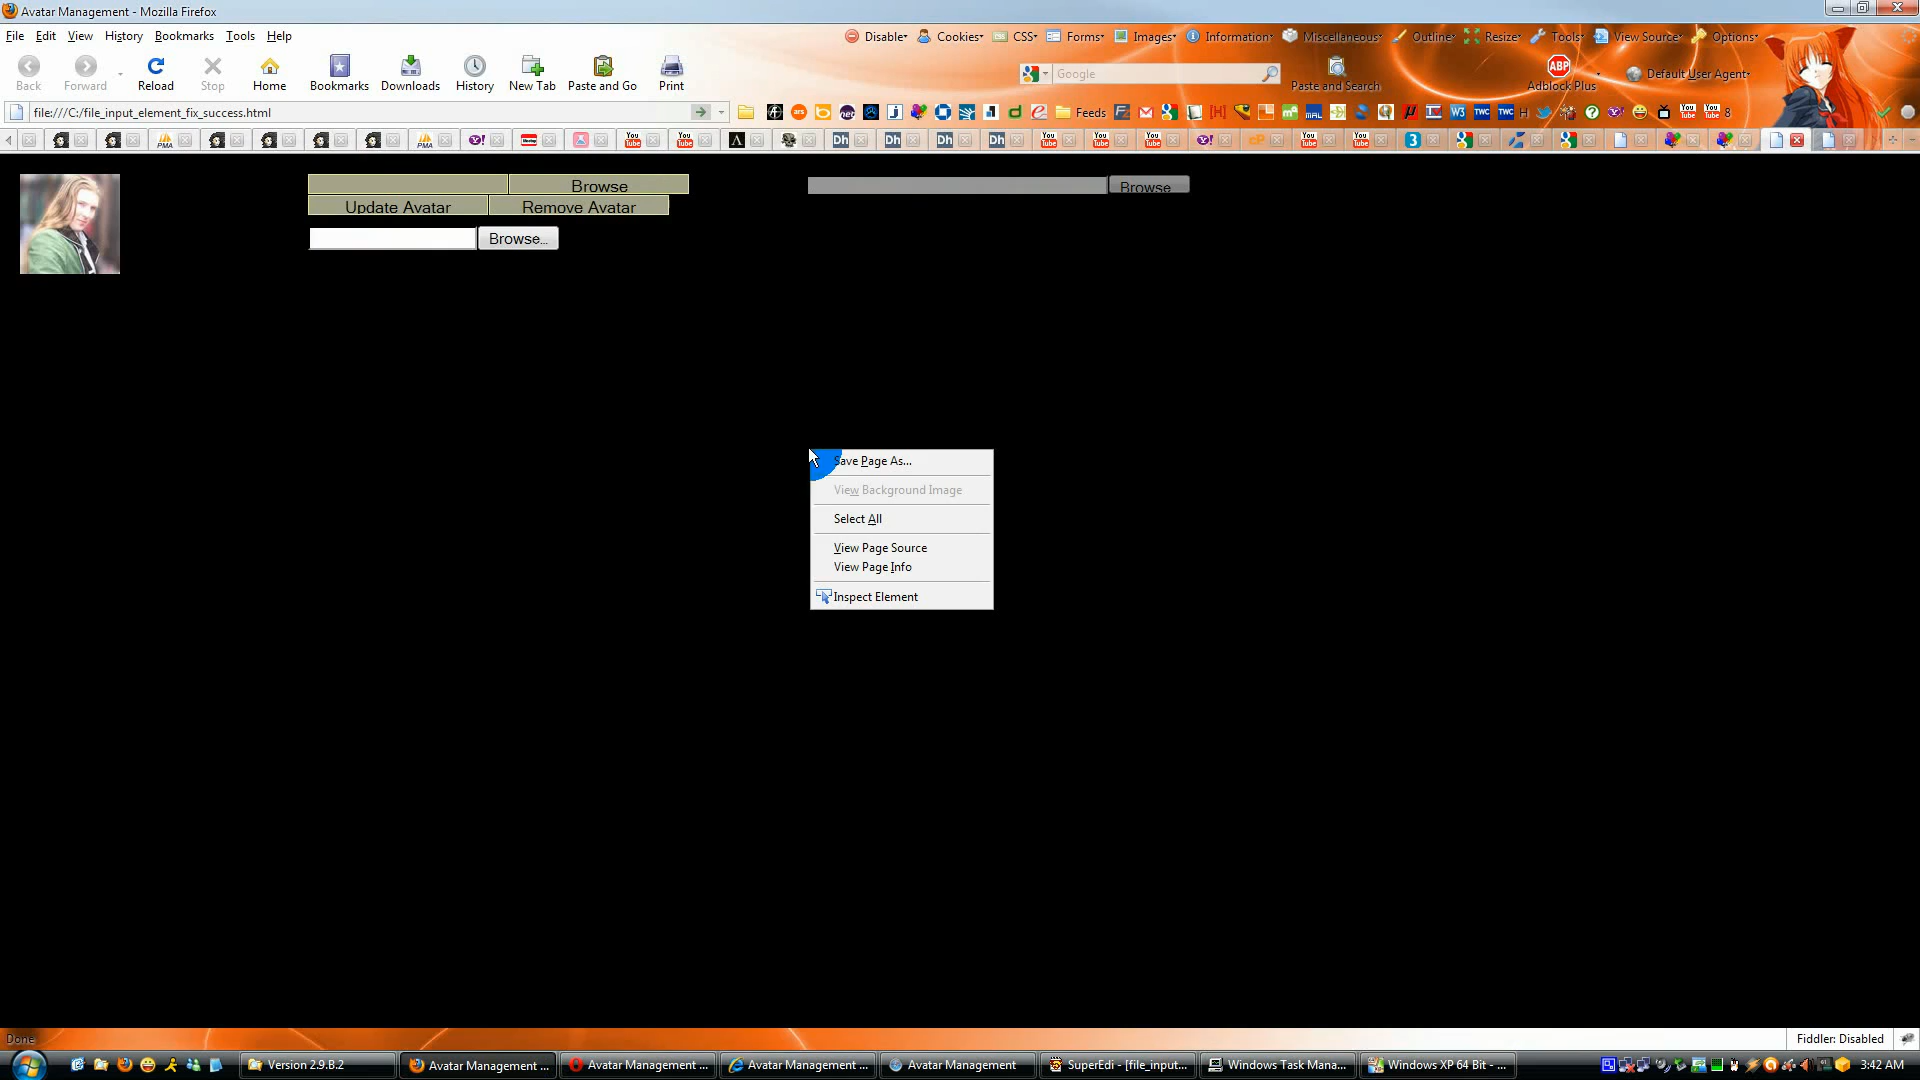 Avatar Management - Mozilla Firefox
File Edit View History Bookmarks Tools Help
Disable Cookies CSS Forms Images Information Miscellaneous Outline Resize Tools View Source Options
Back Forward Reload Stop Home Bookmarks Downloads History New Tab Paste and Go Print
Google
Paste and Search
ABP
Adblock Plus
Default User Agent
file:///C:/file_input_element_fix_success.html
Feeds
8
Browse
Update Avatar Remove Avatar
Browse...
Browse
Save Page As...
View Background Image
Select All
View Page Source
View Page Info
Inspect Element
Done
Fiddler: Disabled
Version 2.9.B.2
Avatar Management ...
Avatar Management ...
Avatar Management ...
Avatar Management
SuperEdi - [file_input...
Windows Task Mana...
Windows XP 64 Bit - ...
3:42 AM